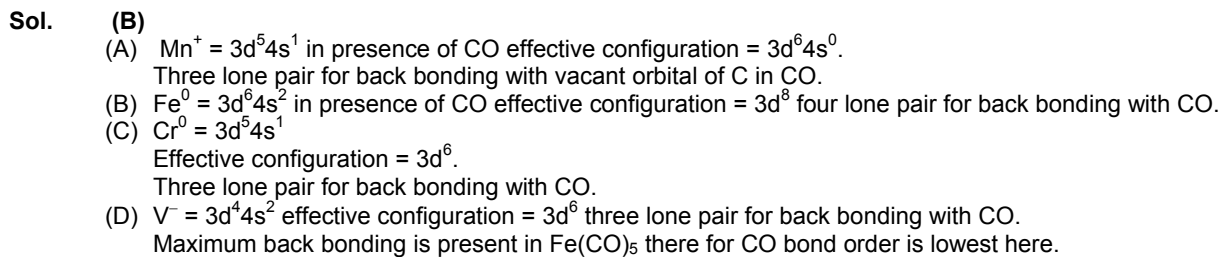 Sol. (B)
(A) Mn⁺ = 3d⁵4s¹ in presence of CO effective configuration = 3d⁶4s⁰.
Three lone pair for back bonding with vacant orbital of C in CO.
(B) Fe⁰ = 3d⁶4s² in presence of CO effective configuration = 3d⁸ four lone pair for back bonding with CO.
(C) Cr⁰ = 3d⁵4s¹
Effective configuration = 3d⁶.
Three lone pair for back bonding with CO.
(D) V⁻ = 3d⁴4s² effective configuration = 3d⁶ three lone pair for back bonding with CO.
Maximum back bonding is present in Fe(CO)₅ there for CO bond order is lowest here.